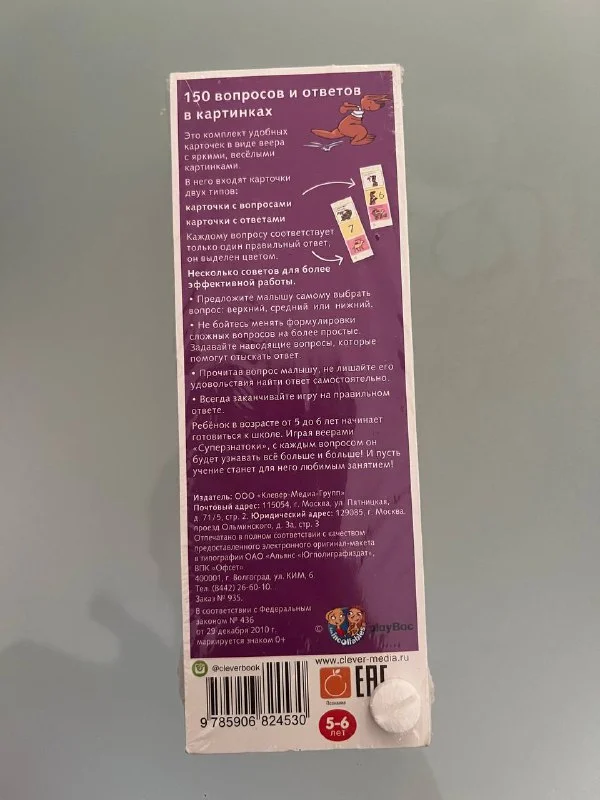 150 вопросов и ответов
в картинках
Это комплект удобных
карточек в виде веера
с яркими, весёлыми
картинками.
В него входят карточки
двух типов:
карточки с вопросами
карточки с ответами
Каждому вопросу соответствует
только один правильный ответ,
он выделен цветом.
6
7
Несколько советов для более
эффективной работы.
• Предложите малышу самому выбрать
вопрос: верхний, средний или нижний.
• Не бойтесь менять формулировки
сложных вопросов на более простые.
Задавайте наводящие вопросы, которые
помогут отыскать ответ
• Прочитав вопрос малышу, не лишайте его
удовольствия найти ответ самостоятельно.
• Всегда заканчивайте игру на правильном
ответе.
Ребёнок в возрасте от 5 до 6 лет начинает
готовиться к школе. Играя веерами
«Суперзнатоки», с каждым вопросом он
будет узнавать всё больше и больше! И пусть
учение станет для него любимым занятием!
Издатель: ООО «Клевер-Медиа-Групп»
Почтовый адрес: 115054, г. Москва, ул. Пятницкая,
д. 71/5, стр. 2. Юридический адрес: 129085, г. Москва,
проезд Ольминского, д. 3а, стр. 3
Отпечатано в полном соответствии с качеством
предоставленного электронного оригинал-макета
в типографии ОАО «Альянс «Югполиграфиздат»,
ВПК «Офсет»
400001, г. Волгоград, ул. КИМ, 6.
Тел. (8442) 26-60-10.
Заказ № 935.
В соответствии с Федеральным
законом № 436
от 29 декабря 2010 г.
маркируется знаком 0+
© playBac
@cleverbook
www.clever-media.ru
EAC
9 785906 824530
5-6
лет